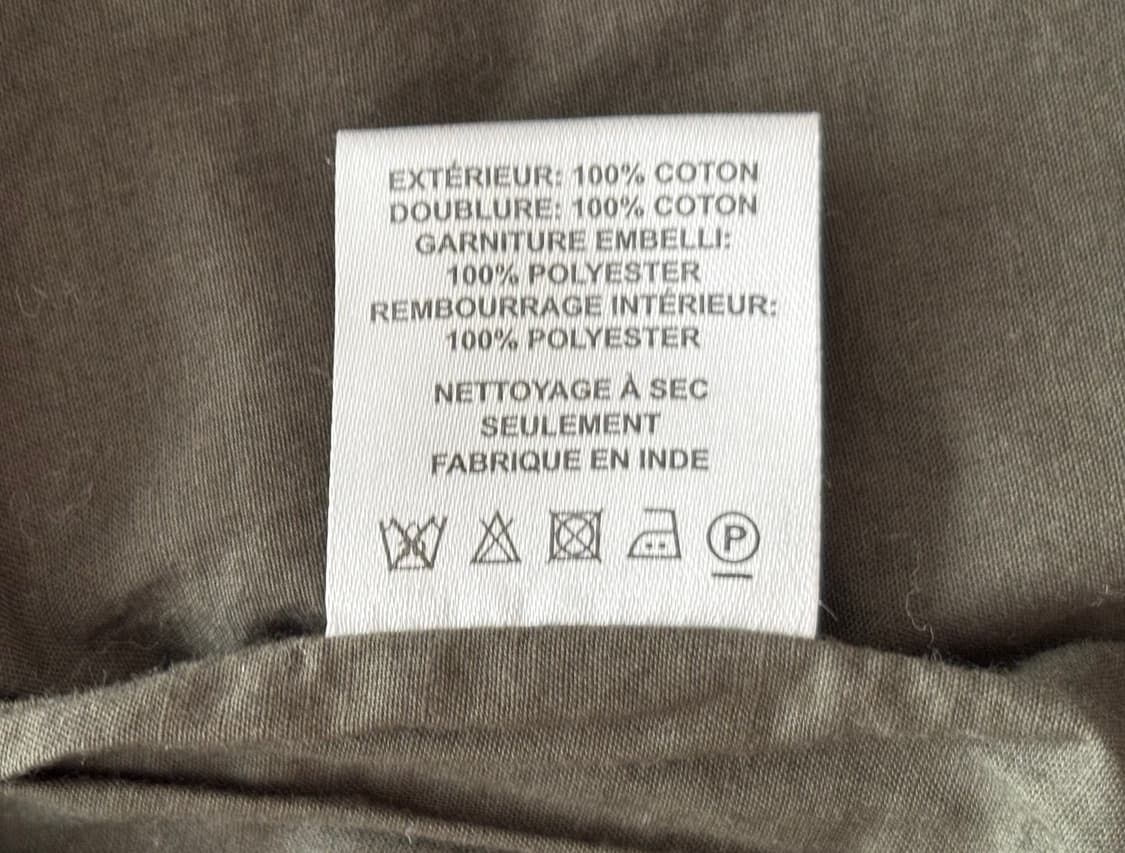 EXTÉRIEUR: 100% COTON
DOUBLURE: 100% COTON
GARNITURE EMBELLI:
100% POLYESTER
REMBOURRAGE INTÉRIEUR:
100% POLYESTER
NETTOYAGE À SEC
SEULEMENT
FABRIQUE EN INDE
P